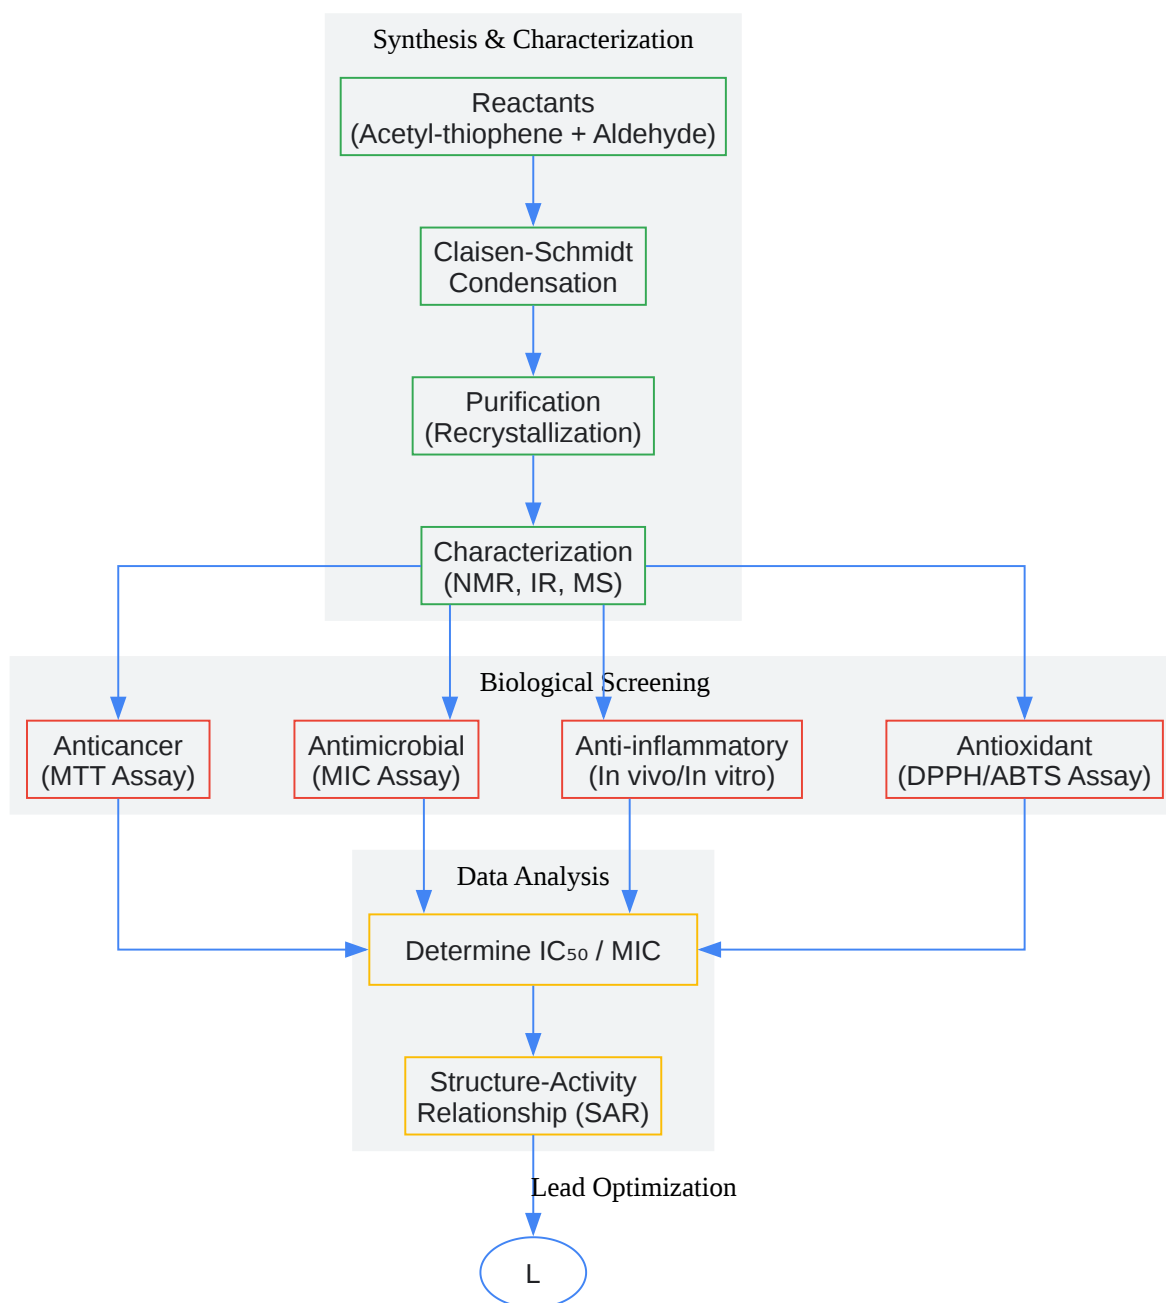 Synthesis & Characterization
Reactants
(Acetyl-thiophene + Aldehyde)
Claisen-Schmidt
Condensation
Purification
(Recrystallization)
Characterization
(NMR, IR, MS)
Biological Screening
Anticancer
(MTT Assay)
Antimicrobial
(MIC Assay)
Anti-inflammatory
(In vivo/In vitro)
Antioxidant
(DPPH/ABTS Assay)
Data Analysis
Determine IC₅₀ / MIC
Structure-Activity
Relationship (SAR)
Lead Optimization
L